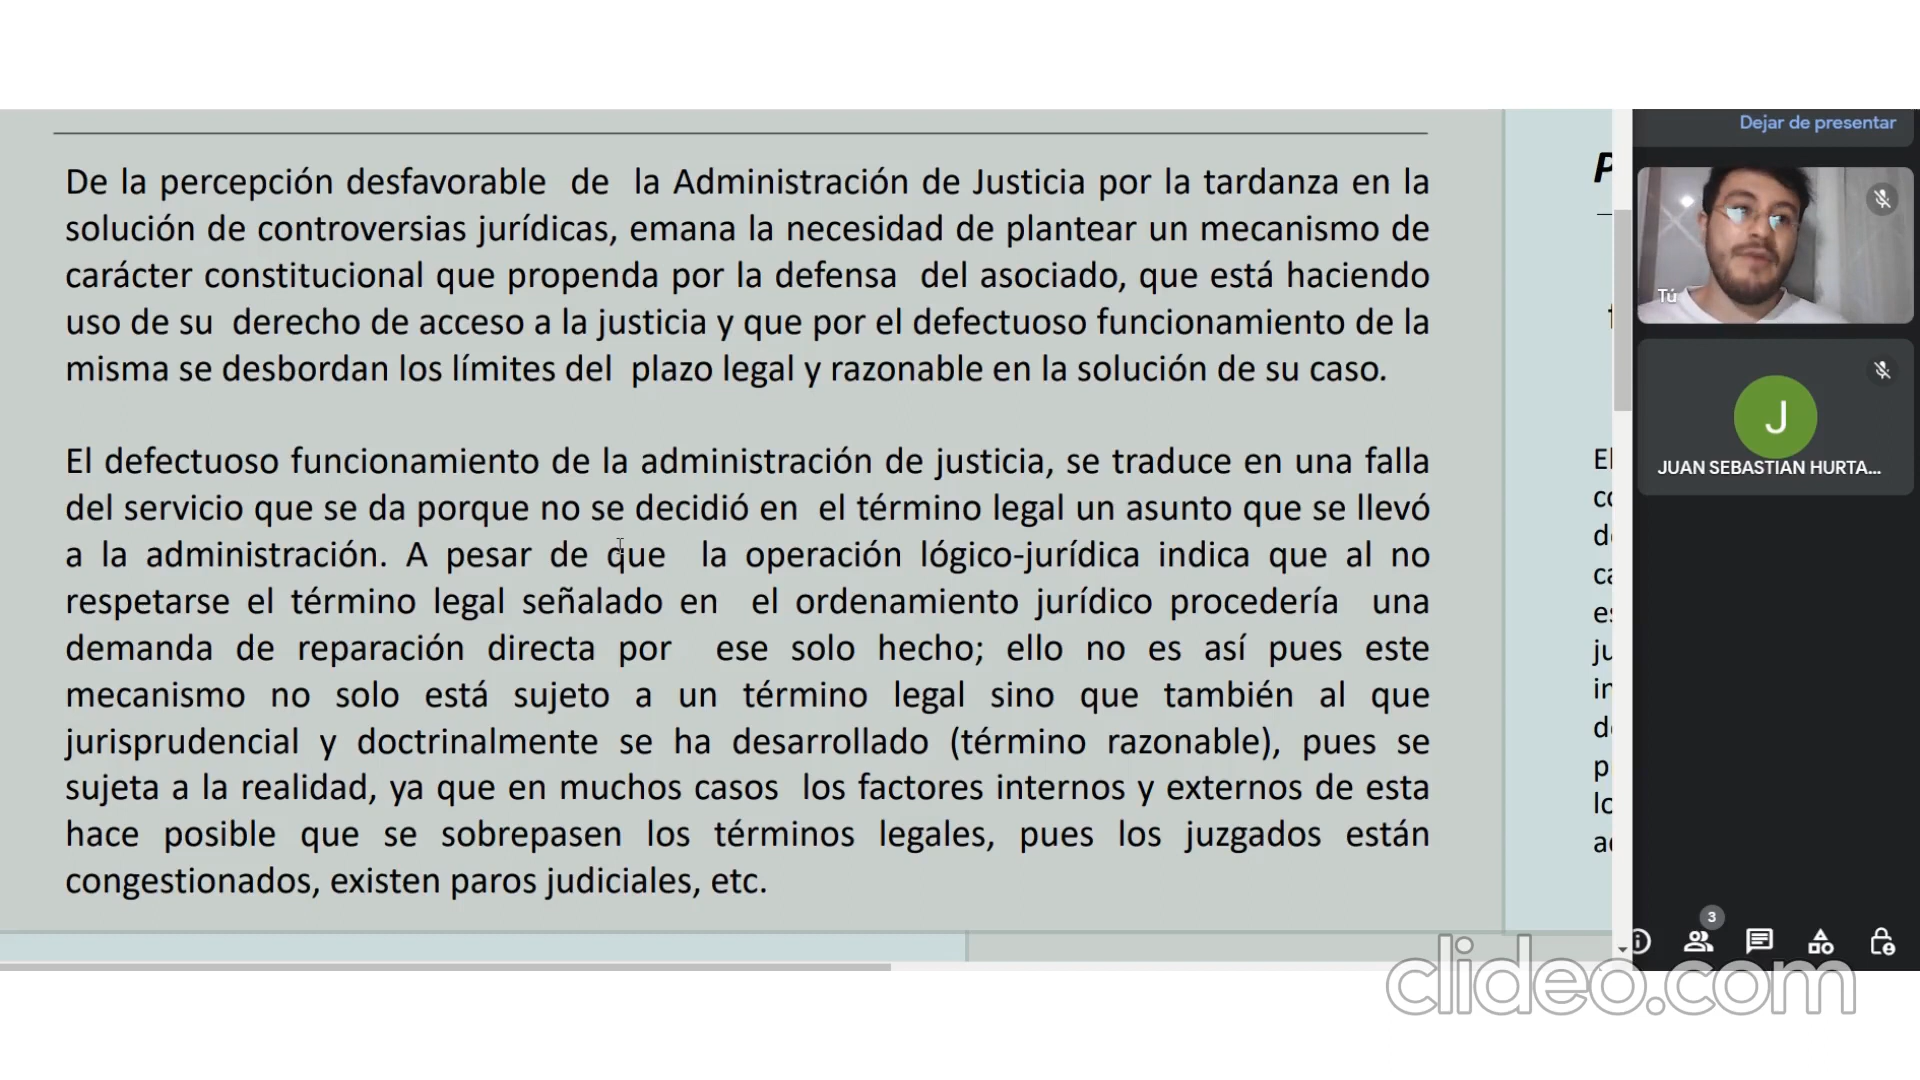 De la percepción desfavorable de la Administración de Justicia por la tardanza en la
solución de controversias jurídicas, emana la necesidad de plantear un mecanismo de
carácter constitucional que propenda por la defensa del asociado, que está haciendo
uso de su derecho de acceso a la justicia y que por el defectuoso funcionamiento de la
misma se desbordan los límites del plazo legal y razonable en la solución de su caso.
El defectuoso funcionamiento de la administración de justicia, se traduce en una falla
del servicio que se da porque no se decidió en el término legal un asunto que se llevó
a la administración. A pesar de que la operación lógico-jurídica indica que al no
respetarse el término legal señalado en el ordenamiento jurídico procedería una
demanda de reparación directa por ese solo hecho; ello no es así pues este
mecanismo no solo está sujeto a un término legal sino que también al que
jurisprudencial y doctrinalmente se ha desarrollado (término razonable), pues se
sujeta a la realidad, ya que en muchos casos los factores internos y externos de esta
hace posible que se sobrepasen los términos legales, pues los juzgados están
congestionados, existen paros judiciales, etc.
P
El
Dejar de presentar
Tú
J
JUAN SEBASTIAN HURTA...
3
clideo.com